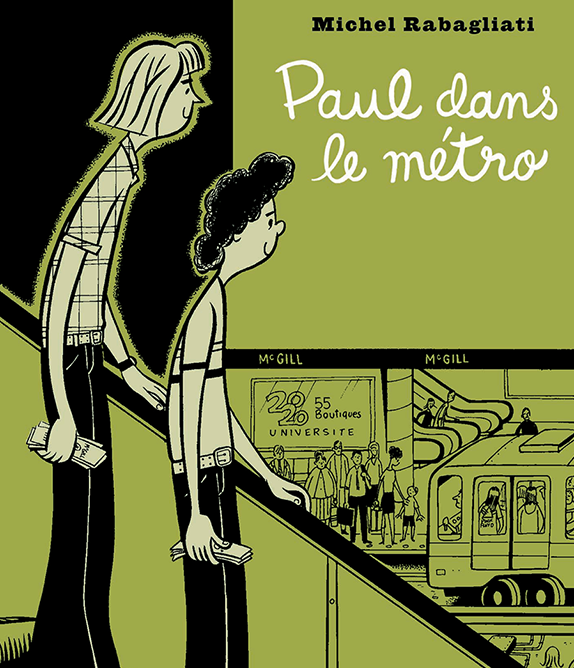 Michel Rabagliati
Paul dans
le métro
McGILL
McGILL
2020
55
Boutiques
UNIVERSITE